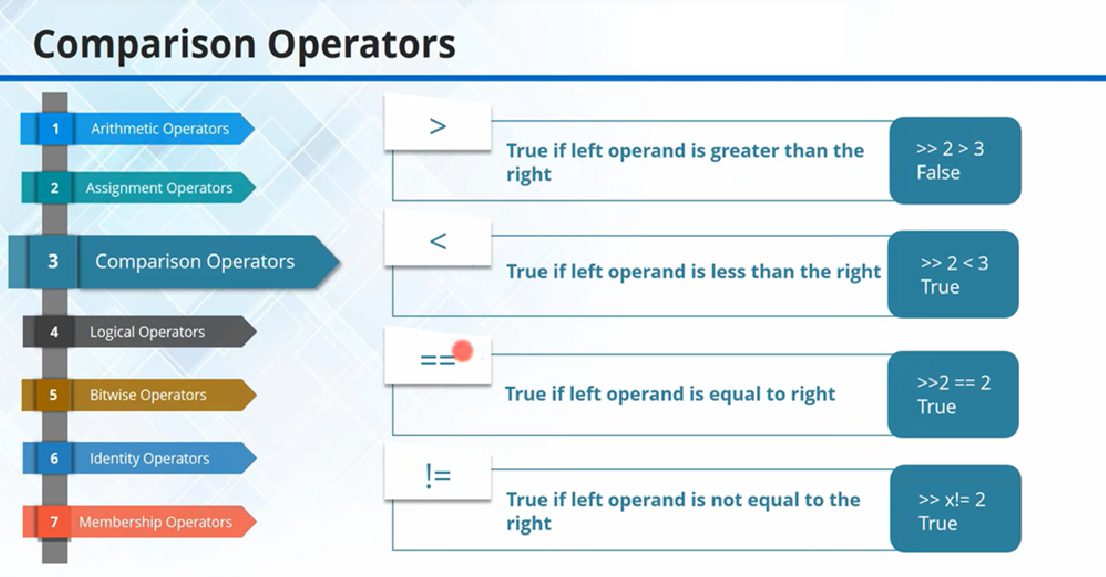 Comparison Operators
1 Arithmetic Operators
2 Assignment Operators
3 Comparison Operators
4 Logical Operators
5 Bitwise Operators
6 Identity Operators
7 Membership Operators
>
True if left operand is greater than the
right
>> 2 > 3
False
<
True if left operand is less than the right
>> 2 < 3
True
==
True if left operand is equal to right
>>2 == 2
True
!=
True if left operand is not equal to the
right
>> x!= 2
True